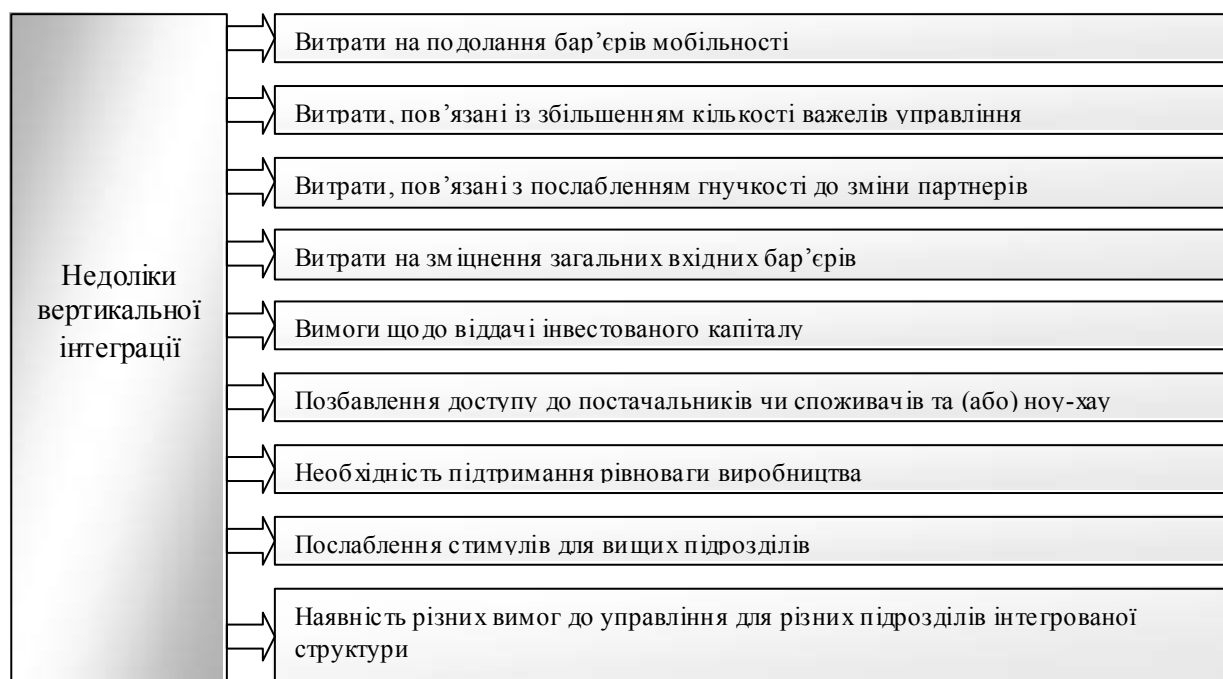 Недоліки
вертикальної
інтеграції
Витрати на подолання бар’єрів мобільності
Витрати, пов’язані із збільшенням кількості важелів управління
Витрати, пов’язані з послабленням гнучкості до зміни партнерів
Витрати на зміцнення загальних вхідних бар’єрів
Вимоги щодо віддачі інвестованого капіталу
Позбавлення доступу до постачальників чи споживачів та (або) ноу-хау
Необхідність підтримання рівноваги виробництва
Послаблення стимулів для вищих підрозділів
Наявність різних вимог до управління для різних підрозділів інтегрованої
структури